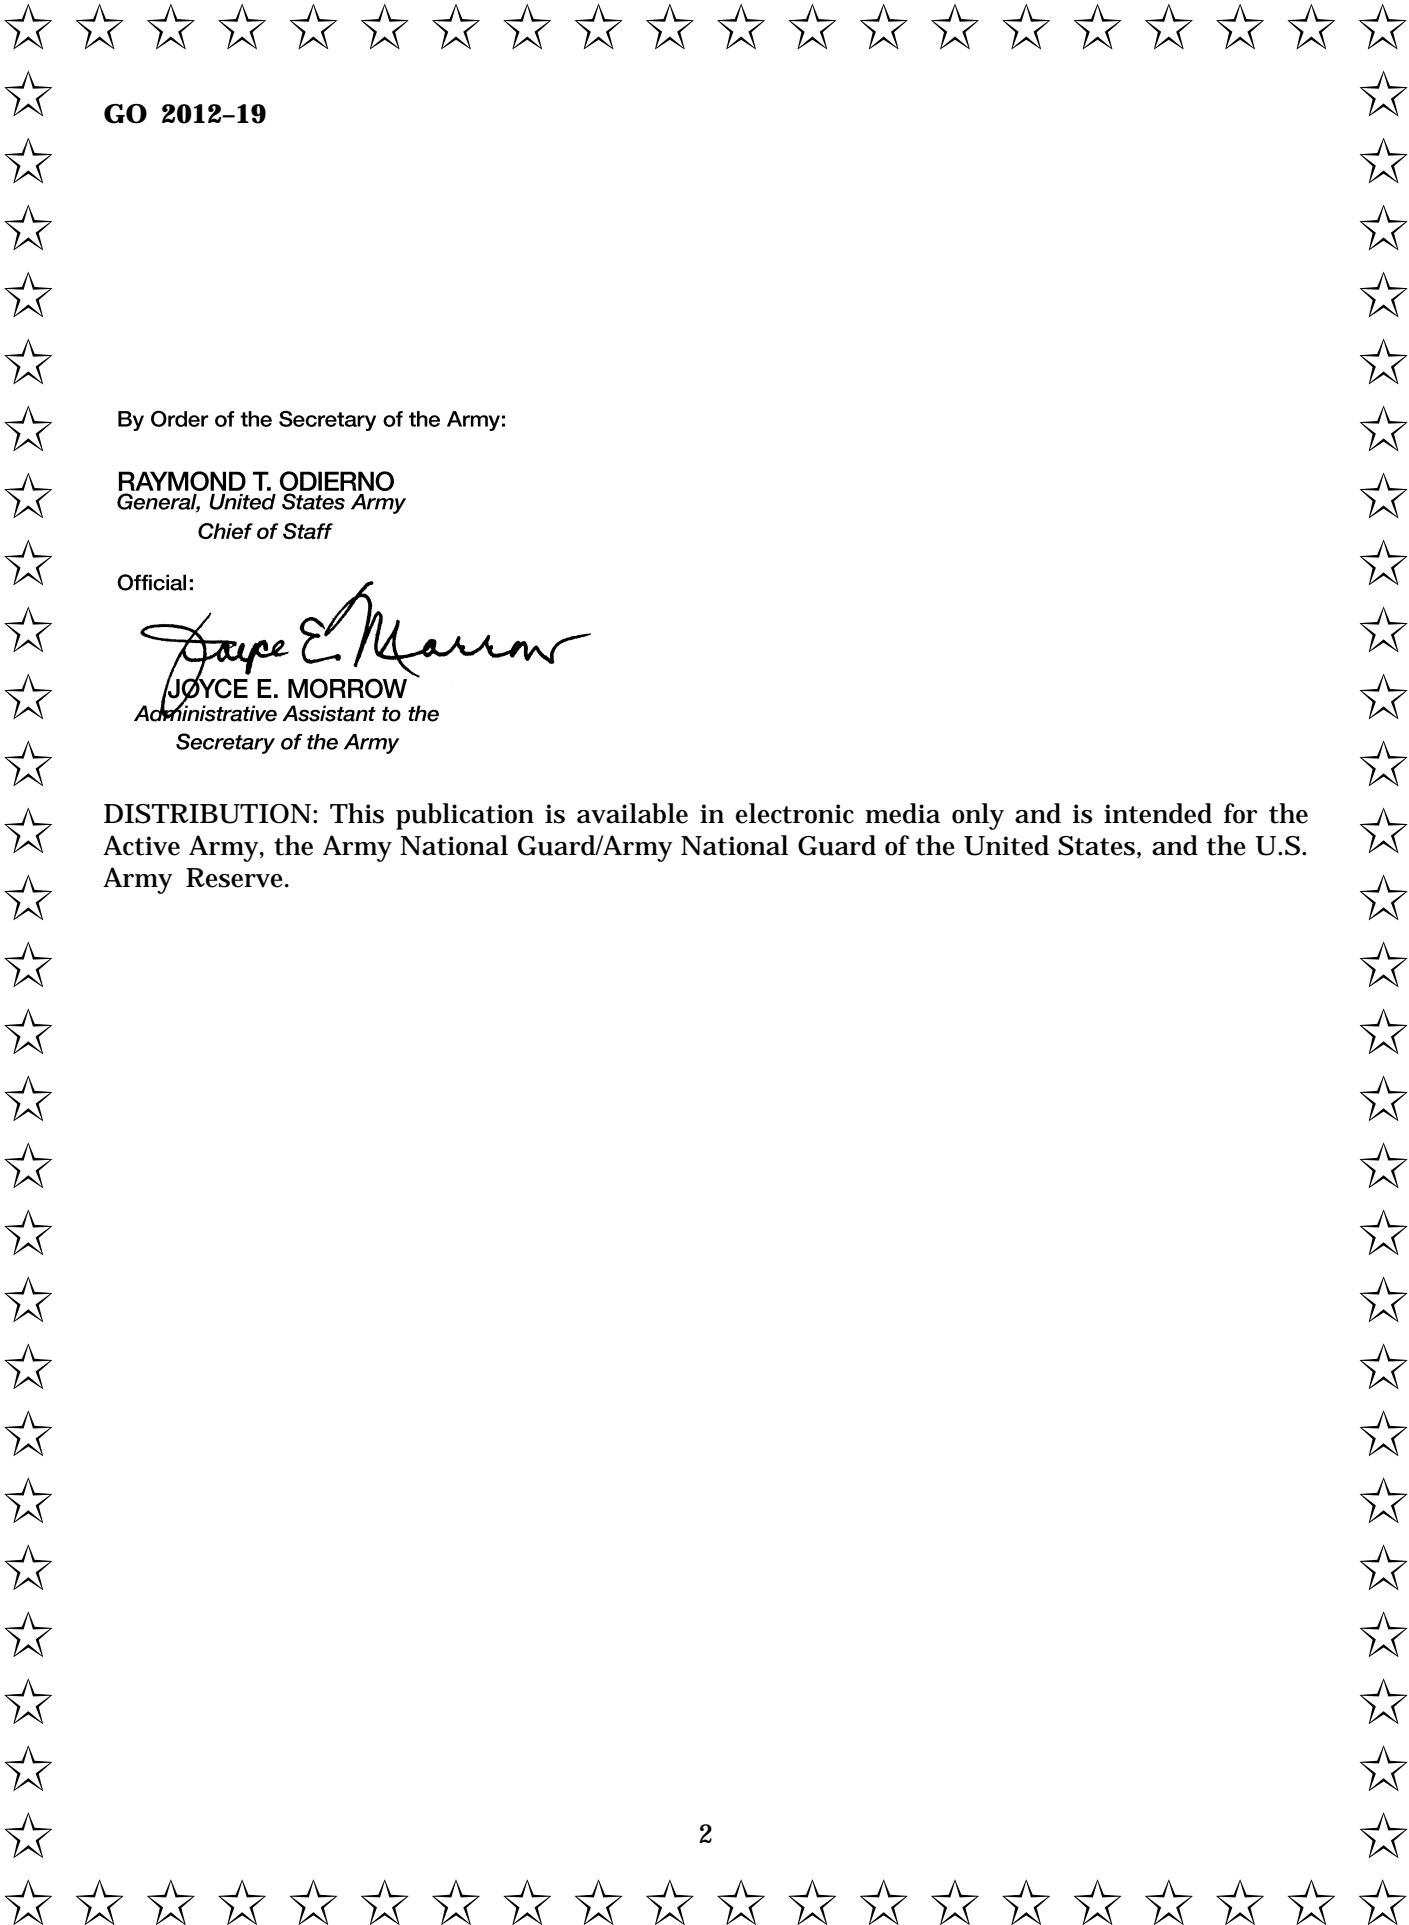 GO 2012–19
By Order of the Secretary of the Army:
RAYMOND T. ODIERNO
General, United States Army
Chief of Staff
Official:
Joyce E. Morrow
JOYCE E. MORROW
Administrative Assistant to the
Secretary of the Army
DISTRIBUTION: This publication is available in electronic media only and is intended for the
Active Army, the Army National Guard/Army National Guard of the United States, and the U.S.
Army Reserve.
2